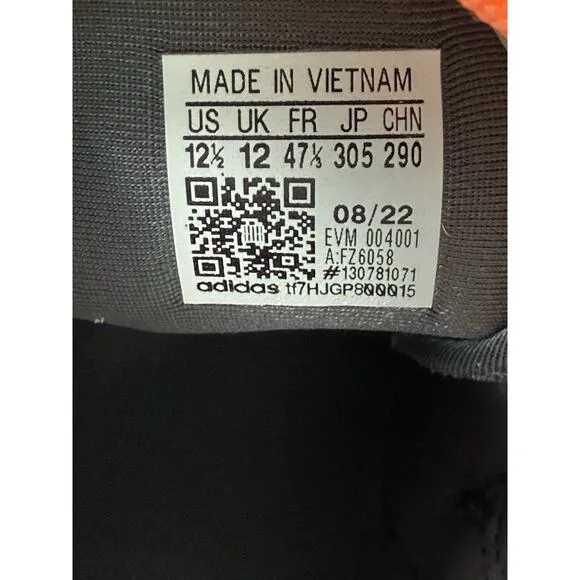 MADE IN VIETNAM
US UK FR JP CHN
12½ 12 47⅓ 305 290
08/22
EVM 004001
A:FZ6058
#130781071
adidas tf7HJGP800015